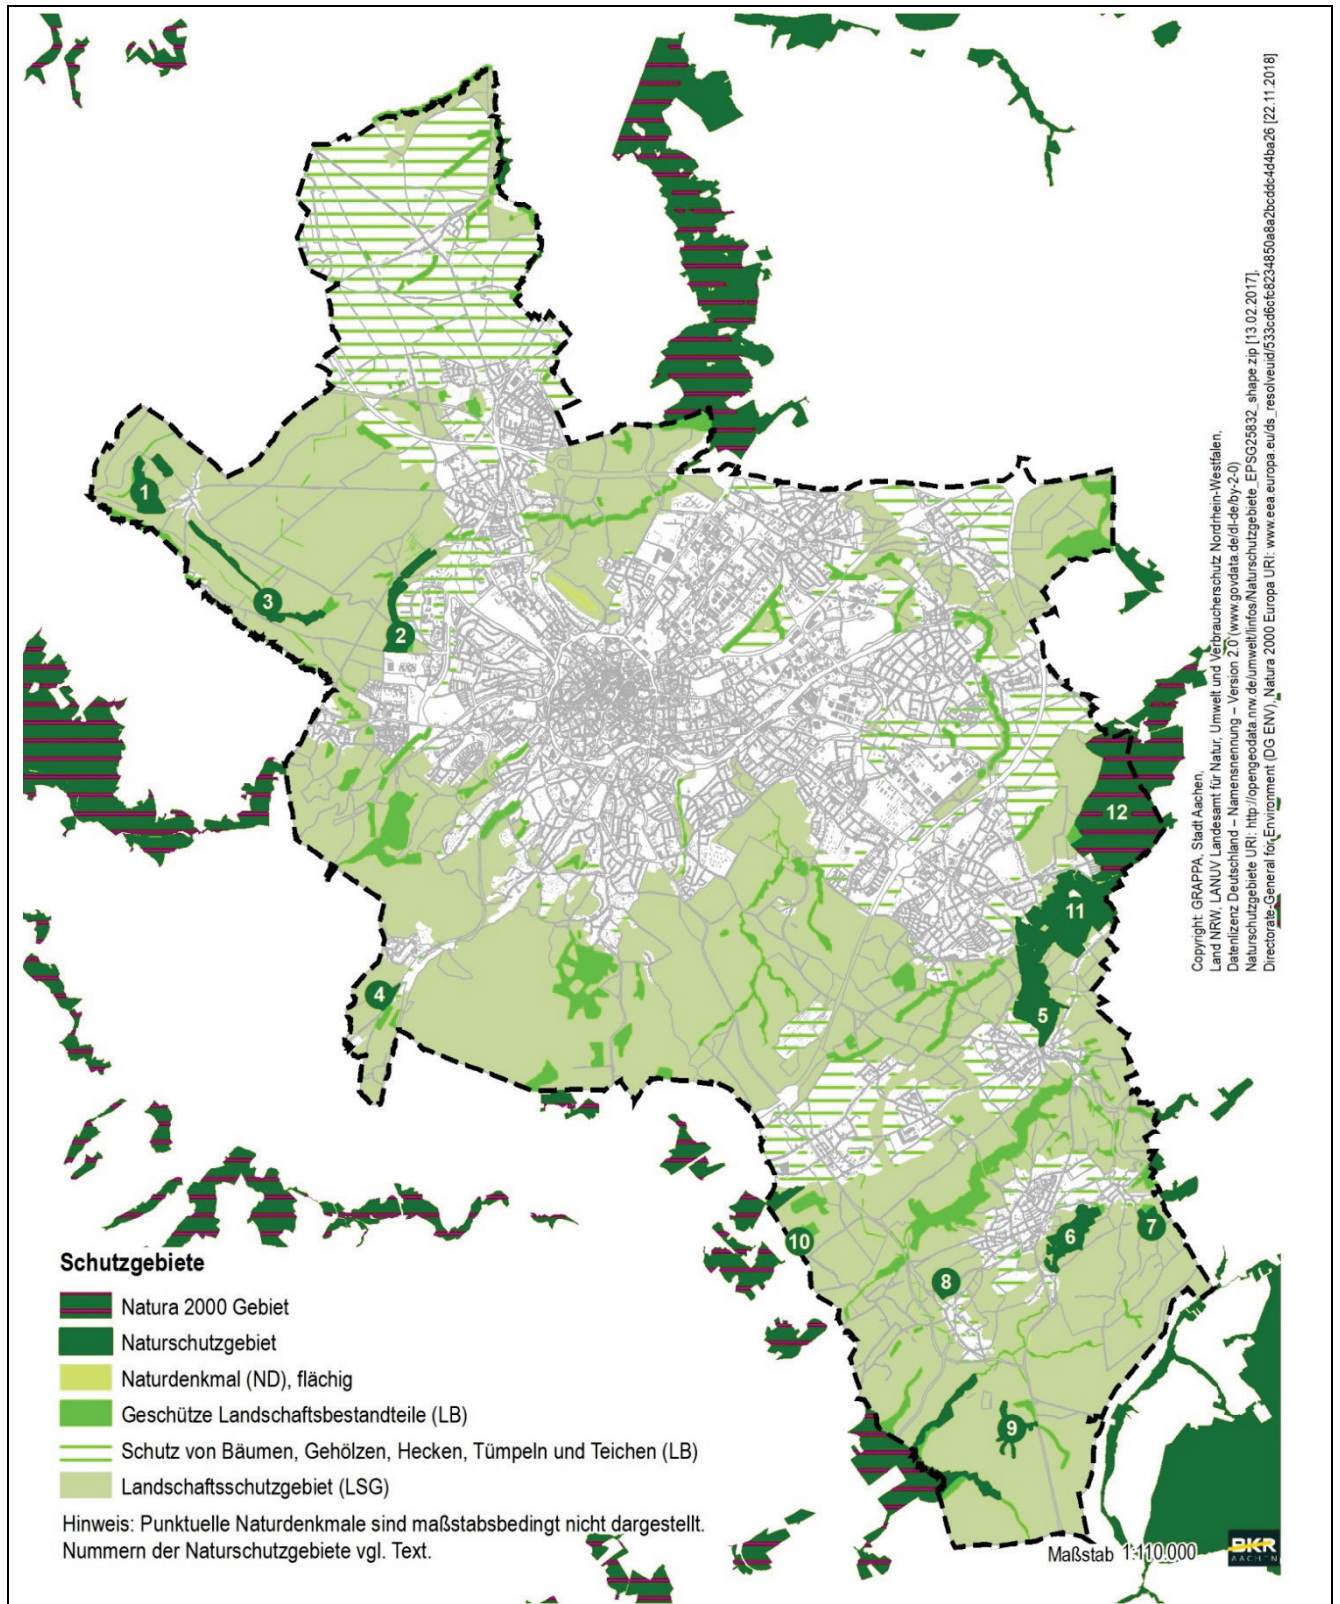 Copyright: GRAPPA, Stadt Aachen,
Land NRW, LANUV Landesamt für Natur, Umwelt und Verbraucherschutz Nordrhein-Westfalen,
Datenlizenz Deutschland – Namensnennung – Version 2.0 (www.govdata.de/dl-de/by-2-0)
Naturschutzgebiete URI: http://opengeodata.nrw.de/umwelt/linfos/Naturschutzgebiete_EPSG25832_shape.zip [13.02.2017],
Directorate-General for Environment (DG ENV), Natura 2000 Europa URI: www.eea.europa.eu/ds_resolveuid/533cd6cfc8234850a8a2bcddc4d4ba26 [22.11.2018]
1
3
2
12
11
4
5
10
6
7
8
9
Schutzgebiete
Natura 2000 Gebiet
Naturschutzgebiet
Naturdenkmal (ND), flächig
Geschütze Landschaftsbestandteile (LB)
Schutz von Bäumen, Gehölzen, Hecken, Tümpeln und Teichen (LB)
Landschaftsschutzgebiet (LSG)
Hinweis: Punktuelle Naturdenkmale sind maßstabsbedingt nicht dargestellt.
Nummern der Naturschutzgebiete vgl. Text.
Maßstab 1:110.000
BKR
AACHEN